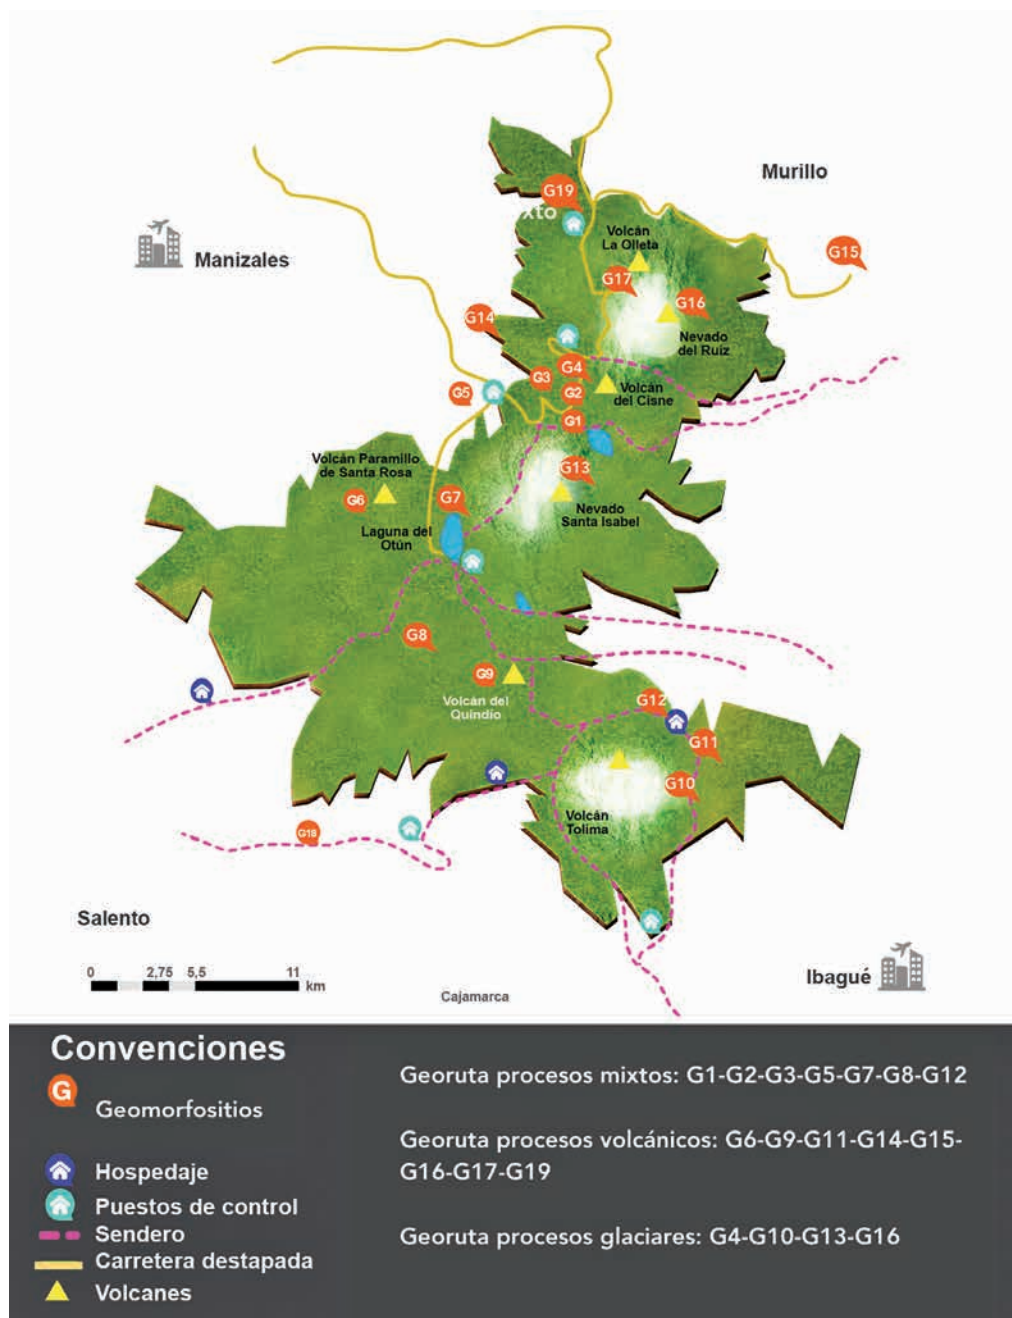 Murillo
G19
xto
Volcán
La Olleta
G15
Manizales
G17
G16
G14
Nevado
del Ruíz
G4
G3
G5
G2
Volcán
del Cisne
G1
Volcán Paramillo
de Santa Rosa
G13
G6
G7
Nevado
Santa Isabel
Laguna del
Otún
G8
G9
Volcán del
Quindío
G12
G11
G10
Volcán
Tolima
G18
Salento
0 2,75 5,5 11
km
Ibagué
Cajamarca
Convenciones
G
Geomorfositios
Hospedaje
Puestos de control
Sendero
Carretera destapada
Volcanes
Georuta procesos mixtos: G1-G2-G3-G5-G7-G8-G12
Georuta procesos volcánicos: G6-G9-G11-G14-G15-
G16-G17-G19
Georuta procesos glaciares: G4-G10-G13-G16